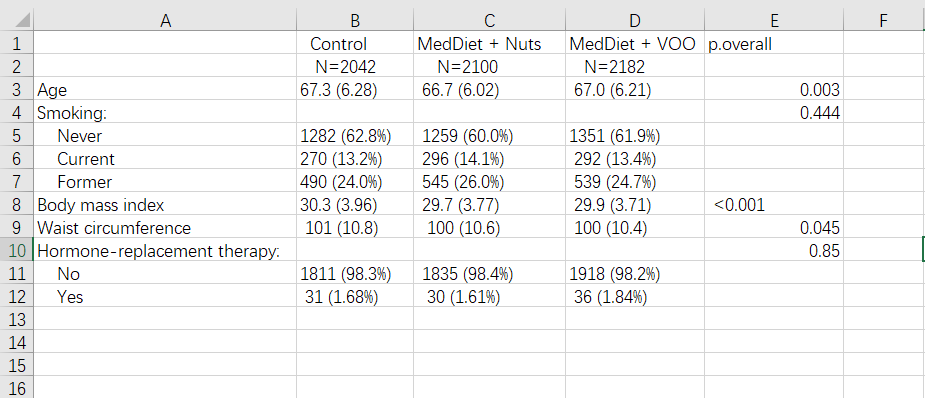 A B C D E F
1 Control MedDiet + Nuts MedDiet + VOO p.overall
2 N=2042 N=2100 N=2182
3 Age 67.3 (6.28) 66.7 (6.02) 67.0 (6.21) 0.003
4 Smoking: 0.444
5 Never 1282 (62.8%) 1259 (60.0%) 1351 (61.9%)
6 Current 270 (13.2%) 296 (14.1%) 292 (13.4%)
7 Former 490 (24.0%) 545 (26.0%) 539 (24.7%)
8 Body mass index 30.3 (3.96) 29.7 (3.77) 29.9 (3.71) <0.001
9 Waist circumference 101 (10.8) 100 (10.6) 100 (10.4) 0.045
10 Hormone-replacement therapy: 0.85
11 No 1811 (98.3%) 1835 (98.4%) 1918 (98.2%)
12 Yes 31 (1.68%) 30 (1.61%) 36 (1.84%)
13
14
15
16